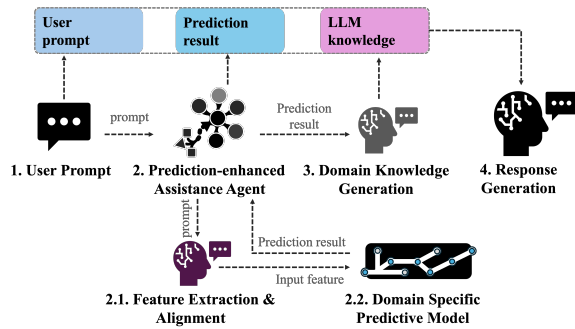 User
prompt
Prediction
result
LLM
knowledge
prompt
Prediction
result
1. User Prompt
2. Prediction-enhanced
Assistance Agent
3. Domain Knowledge
Generation
4. Response
Generation
prompt
Prediction result
Input feature
2.1. Feature Extraction &
Alignment
2.2. Domain Specific
Predictive Model